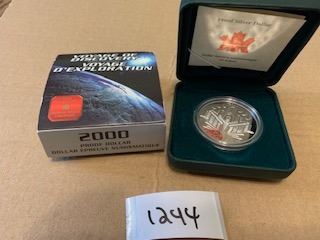 VOYAGE OF
DISCOVERY
VOYAGE
D'EXPLORATION
2000
PROOF DOLLAR
DOLLAR ÉPREUVE NUMISMATIQUE
Proof Silver Dollar
1244